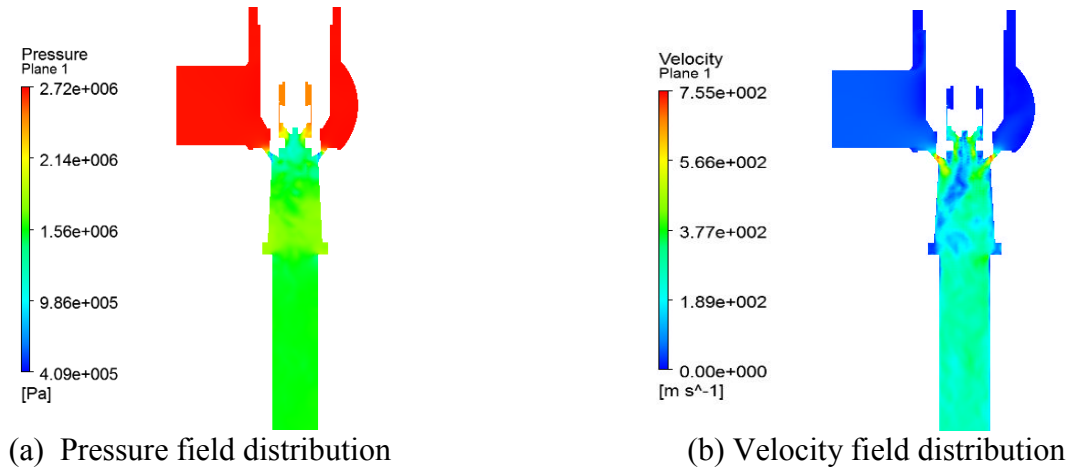 Pressure
Plane 1
2.72e+006
2.14e+006
1.56e+006
9.86e+005
4.09e+005
[Pa]
Velocity
Plane 1
7.55e+002
5.66e+002
3.77e+002
1.89e+002
0.00e+000
[m s^-1]
(a) Pressure field distribution
(b) Velocity field distribution